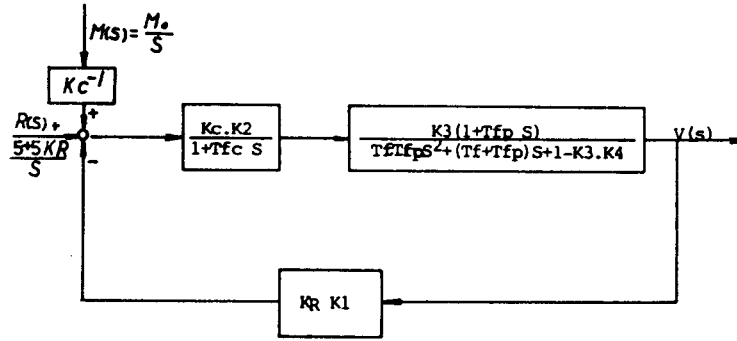 M(s)= M₀
S
Kc⁻¹
+
R(s) +
5+5KR
S
-
Kc.K2
1+Tfc S
K3(1+Tfp S)
TfTfpS²+(Tf+Tfp)S+1-K3.K4
V(s)
KR K1